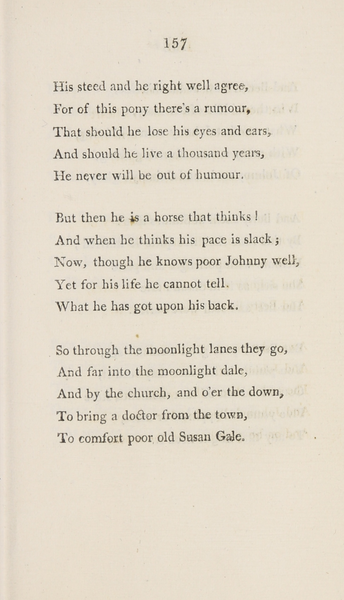 157
His steed and he right well agree,
For of this pony there's a rumour,
That should he lose his eyes and ears,
And should he live a thousand years,
He never will be out of humour.
But then he is a horse that thinks!
And when he thinks his pace is slack;
Now, though he knows poor Johnny well,
Yet for his life he cannot tell
What he has got upon his back.
So through the moonlight lanes they go,
And far into the moonlight dale,
And by the church, and o'er the down,
To bring a doctor from the town,
To comfort poor old Susan Gale.